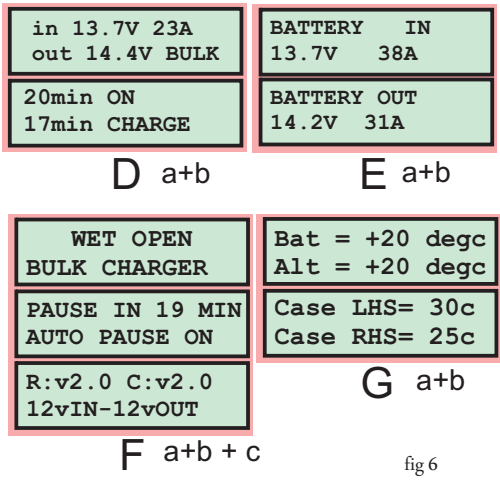 in 13.7V 23A
out 14.4V BULK
20min ON
17min CHARGE
D a+b
BATTERY IN
13.7V 38A
BATTERY OUT
14.2V 31A
E a+b
WET OPEN
BULK CHARGER
PAUSE IN 19 MIN
AUTO PAUSE ON
R:v2.0 C:v2.0
12vIN-12vOUT
F a+b + c
Bat = +20 degc
Alt = +20 degc
Case LHS= 30c
Case RHS= 25c
G a+b
fig 6